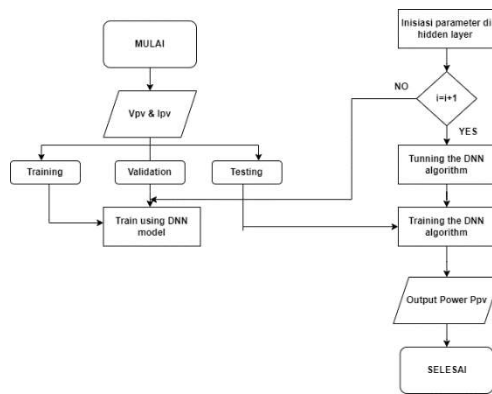 MULAI
Vpv & Ipv
Training
Validation
Testing
Train using DNN
model
Inisiasi parameter di
hidden layer
i=i+1
NO
YES
Tunning the DNN
algorithm
Training the DNN
algorithm
Output Power Ppv
SELESAI